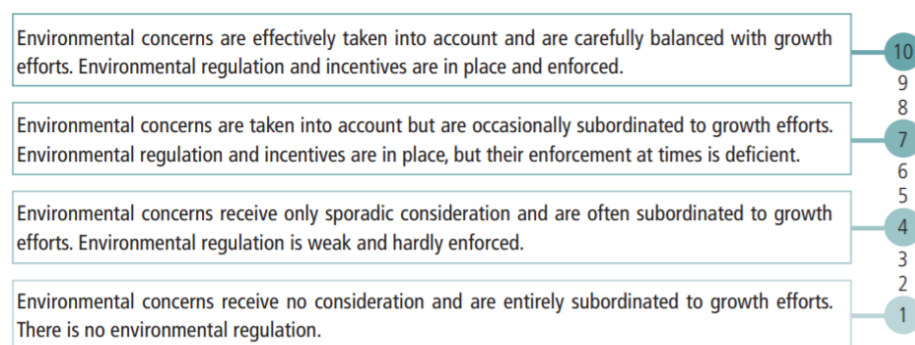 Environmental concerns are effectively taken into account and are carefully balanced with growth
efforts. Environmental regulation and incentives are in place and enforced.
10
9
8
Environmental concerns are taken into account but are occasionally subordinated to growth efforts.
Environmental regulation and incentives are in place, but their enforcement at times is deficient.
7
6
5
Environmental concerns receive only sporadic consideration and are often subordinated to growth
efforts. Environmental regulation is weak and hardly enforced.
4
3
2
Environmental concerns receive no consideration and are entirely subordinated to growth efforts.
There is no environmental regulation.
1